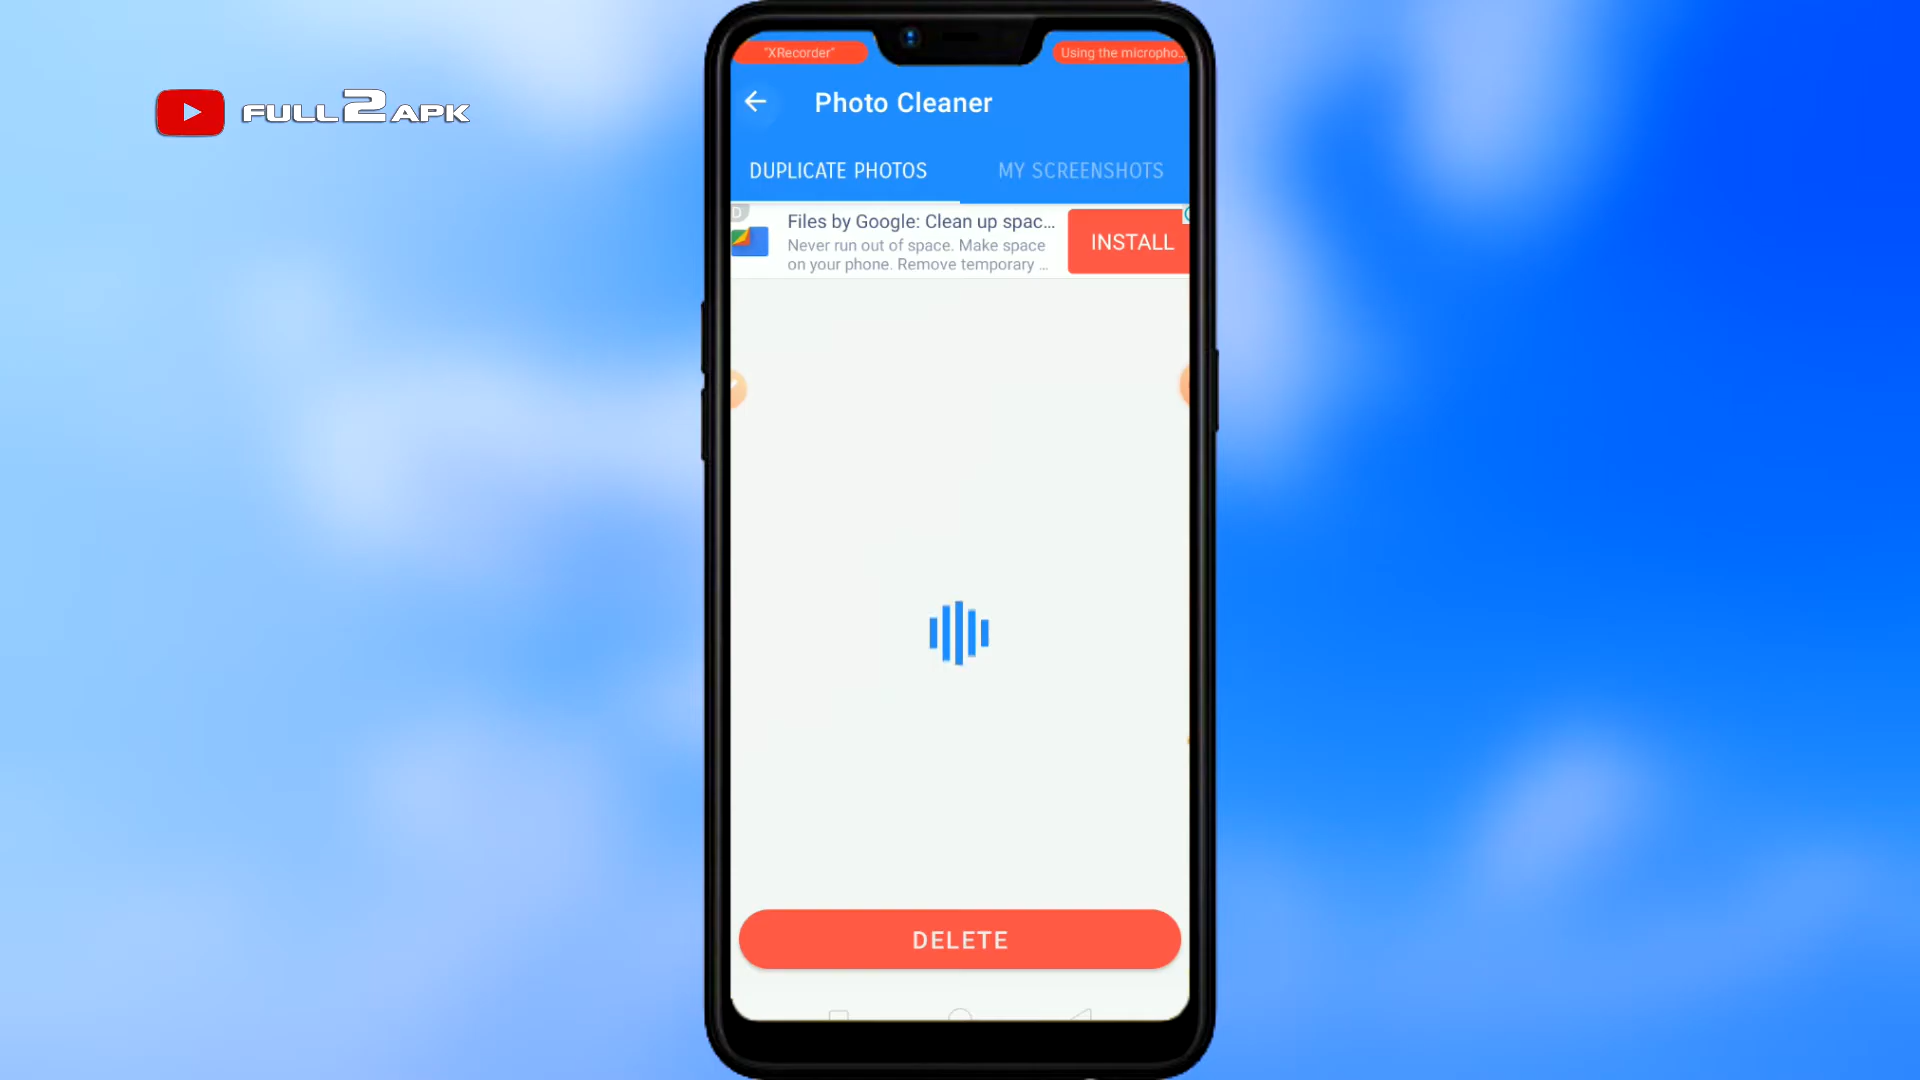 "XRecorder"
Using the micropho...
FULL2APK
Photo Cleaner
DUPLICATE PHOTOS
MY SCREENSHOTS
Files by Google: Clean up spac...
Never run out of space. Make space
on your phone. Remove temporary ...
INSTALL
DELETE